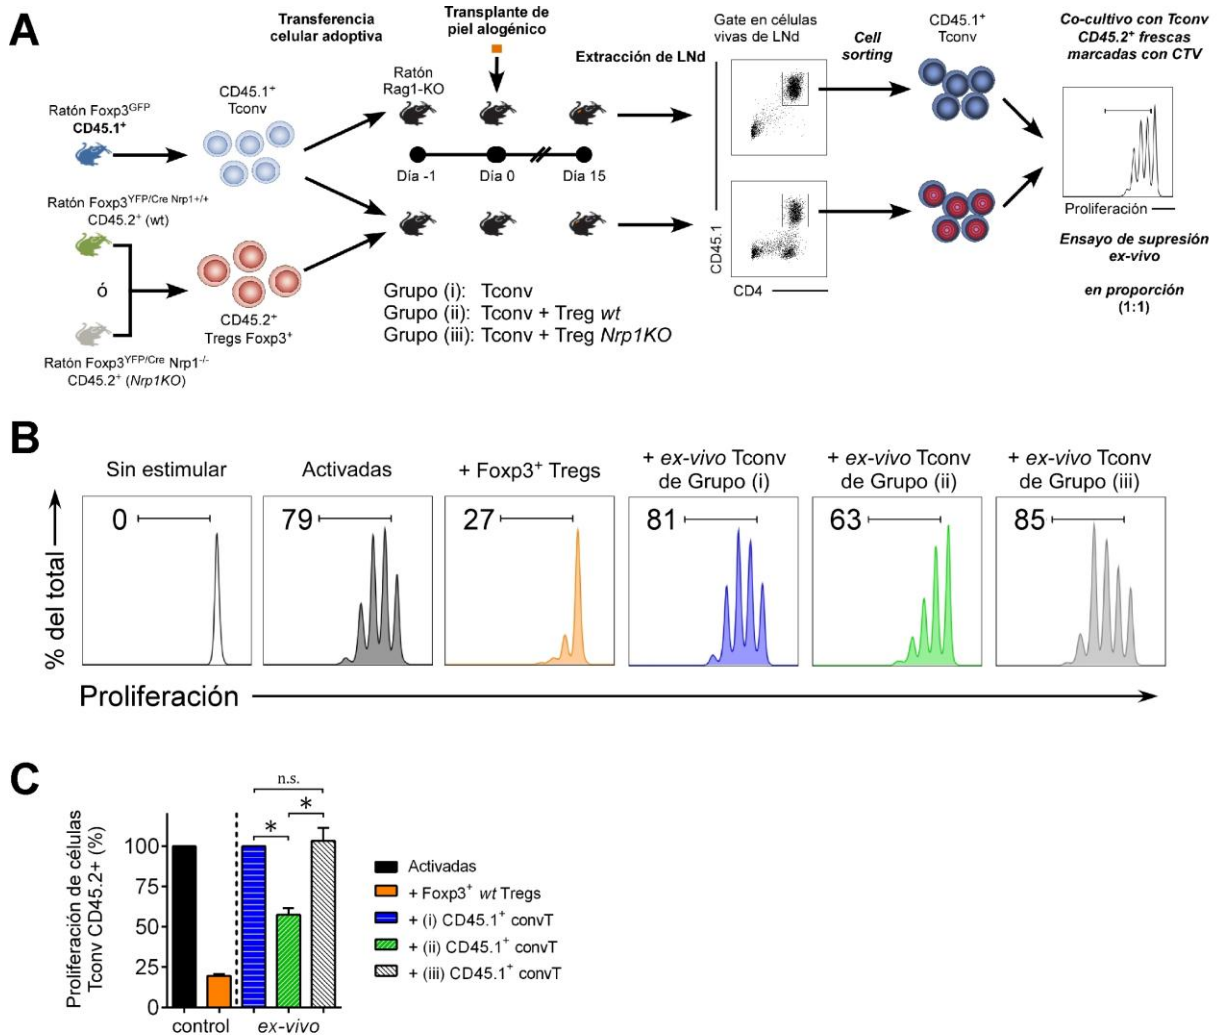 A
Transferencia
celular adoptiva
Transplante de
piel alogénico
Extracción de LNd
Gate en células
vivas de LNd
Cell
sorting
CD45.1+
Tconv
Co-cultivo con Tconv
CD45.2+ frescas
marcadas con CTV
Ratón Foxp3GFP
CD45.1+
CD45.1+
Tconv
Ratón
Rag1-KO
Día -1
Día 0
Día 15
Ratón Foxp3YFP/Cre Nrp1+/+
CD45.2+ (wt)
ó
Ratón Foxp3YFP/Cre Nrp1-/-
CD45.2+ (Nrp1KO)
CD45.2+
Tregs Foxp3+
Grupo (i): Tconv
Grupo (ii): Tconv + Treg wt
Grupo (iii): Tconv + Treg Nrp1KO
CD45.1
CD4
Proliferación
Ensayo de supresión
ex-vivo
en proporción
(1:1)
B
% del total
Sin estimular
0
Activadas
79
+ Foxp3+ Tregs
27
+ ex-vivo Tconv
de Grupo (i)
81
+ ex-vivo Tconv
de Grupo (ii)
63
+ ex-vivo Tconv
de Grupo (iii)
85
Proliferación
C
Proliferación de células
Tconv CD45.2+ (%)
100
75
50
25
0
n.s.
*
*
control
ex-vivo
Activadas
+ Foxp3+ wt Tregs
+ (i) CD45.1+ convT
+ (ii) CD45.1+ convT
+ (iii) CD45.1+ convT